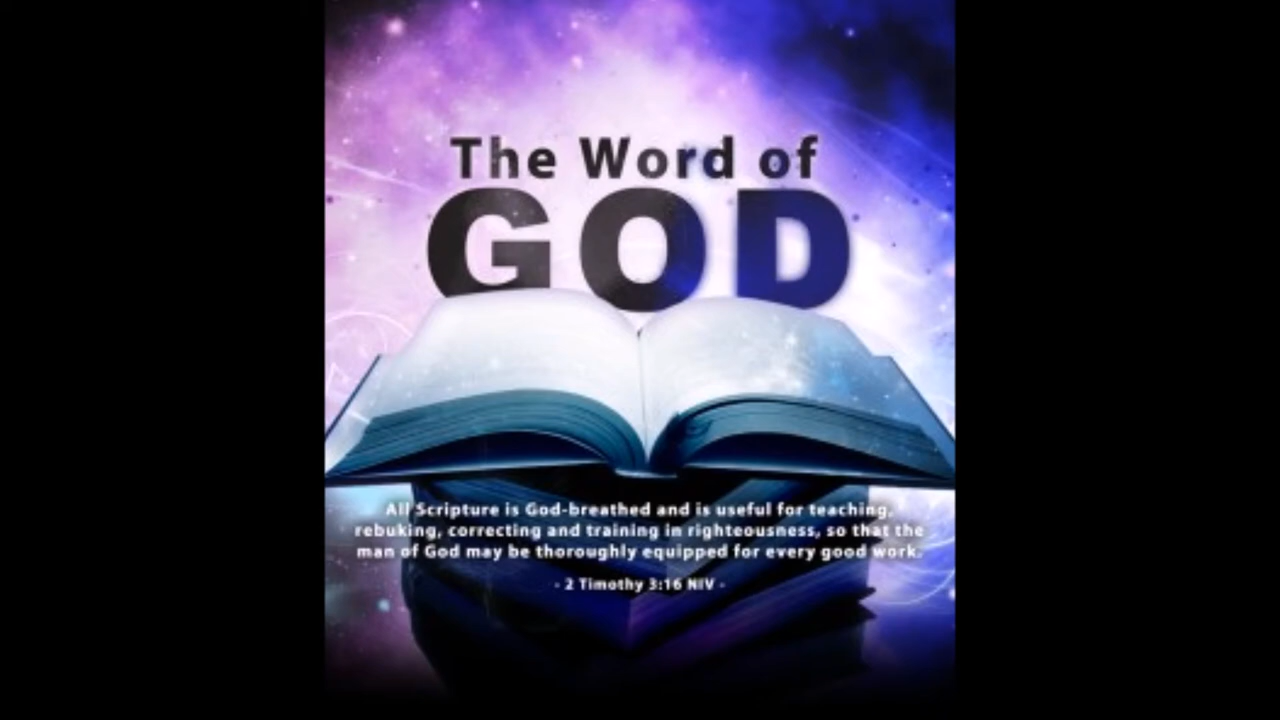 The Word of
GOD
All Scripture is God-breathed and is useful for teaching,
rebuking, correcting and training in righteousness, so that the
man of God may be thoroughly equipped for every good work.
- 2 Timothy 3:16 NIV -